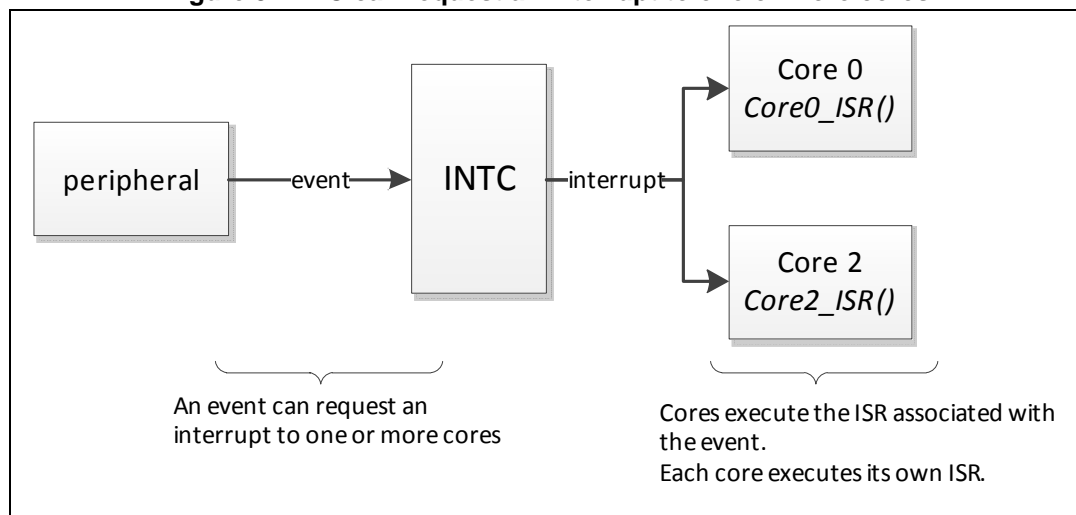 peripheral
event
INTC
interrupt
Core 0
Core0_ISR()
Core 2
Core2_ISR()
An event can request an
interrupt to one or more cores
Cores execute the ISR associated with
the event.
Each core executes its own ISR.